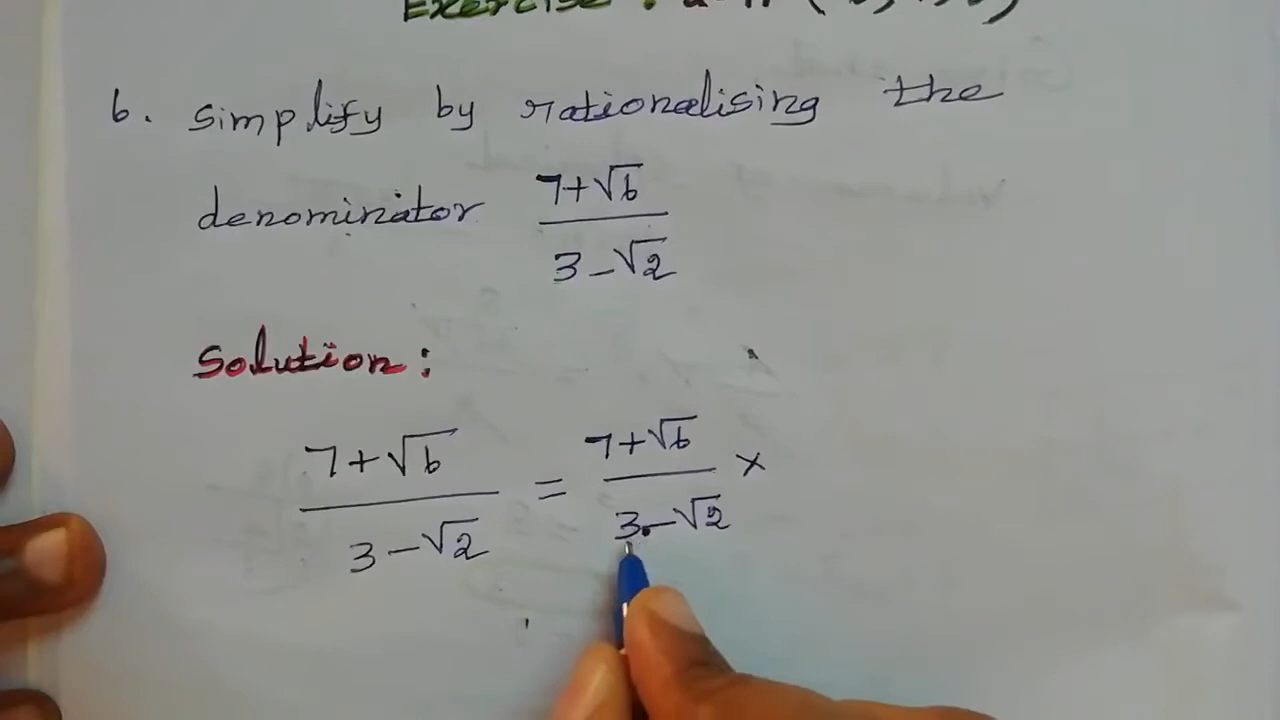 Exercise :
6. Simplify by rationalising the
denominator (7+√6)/(3-√2)
Solution:
(7+√6)/(3-√2) = (7+√6)/(3-√2) ×